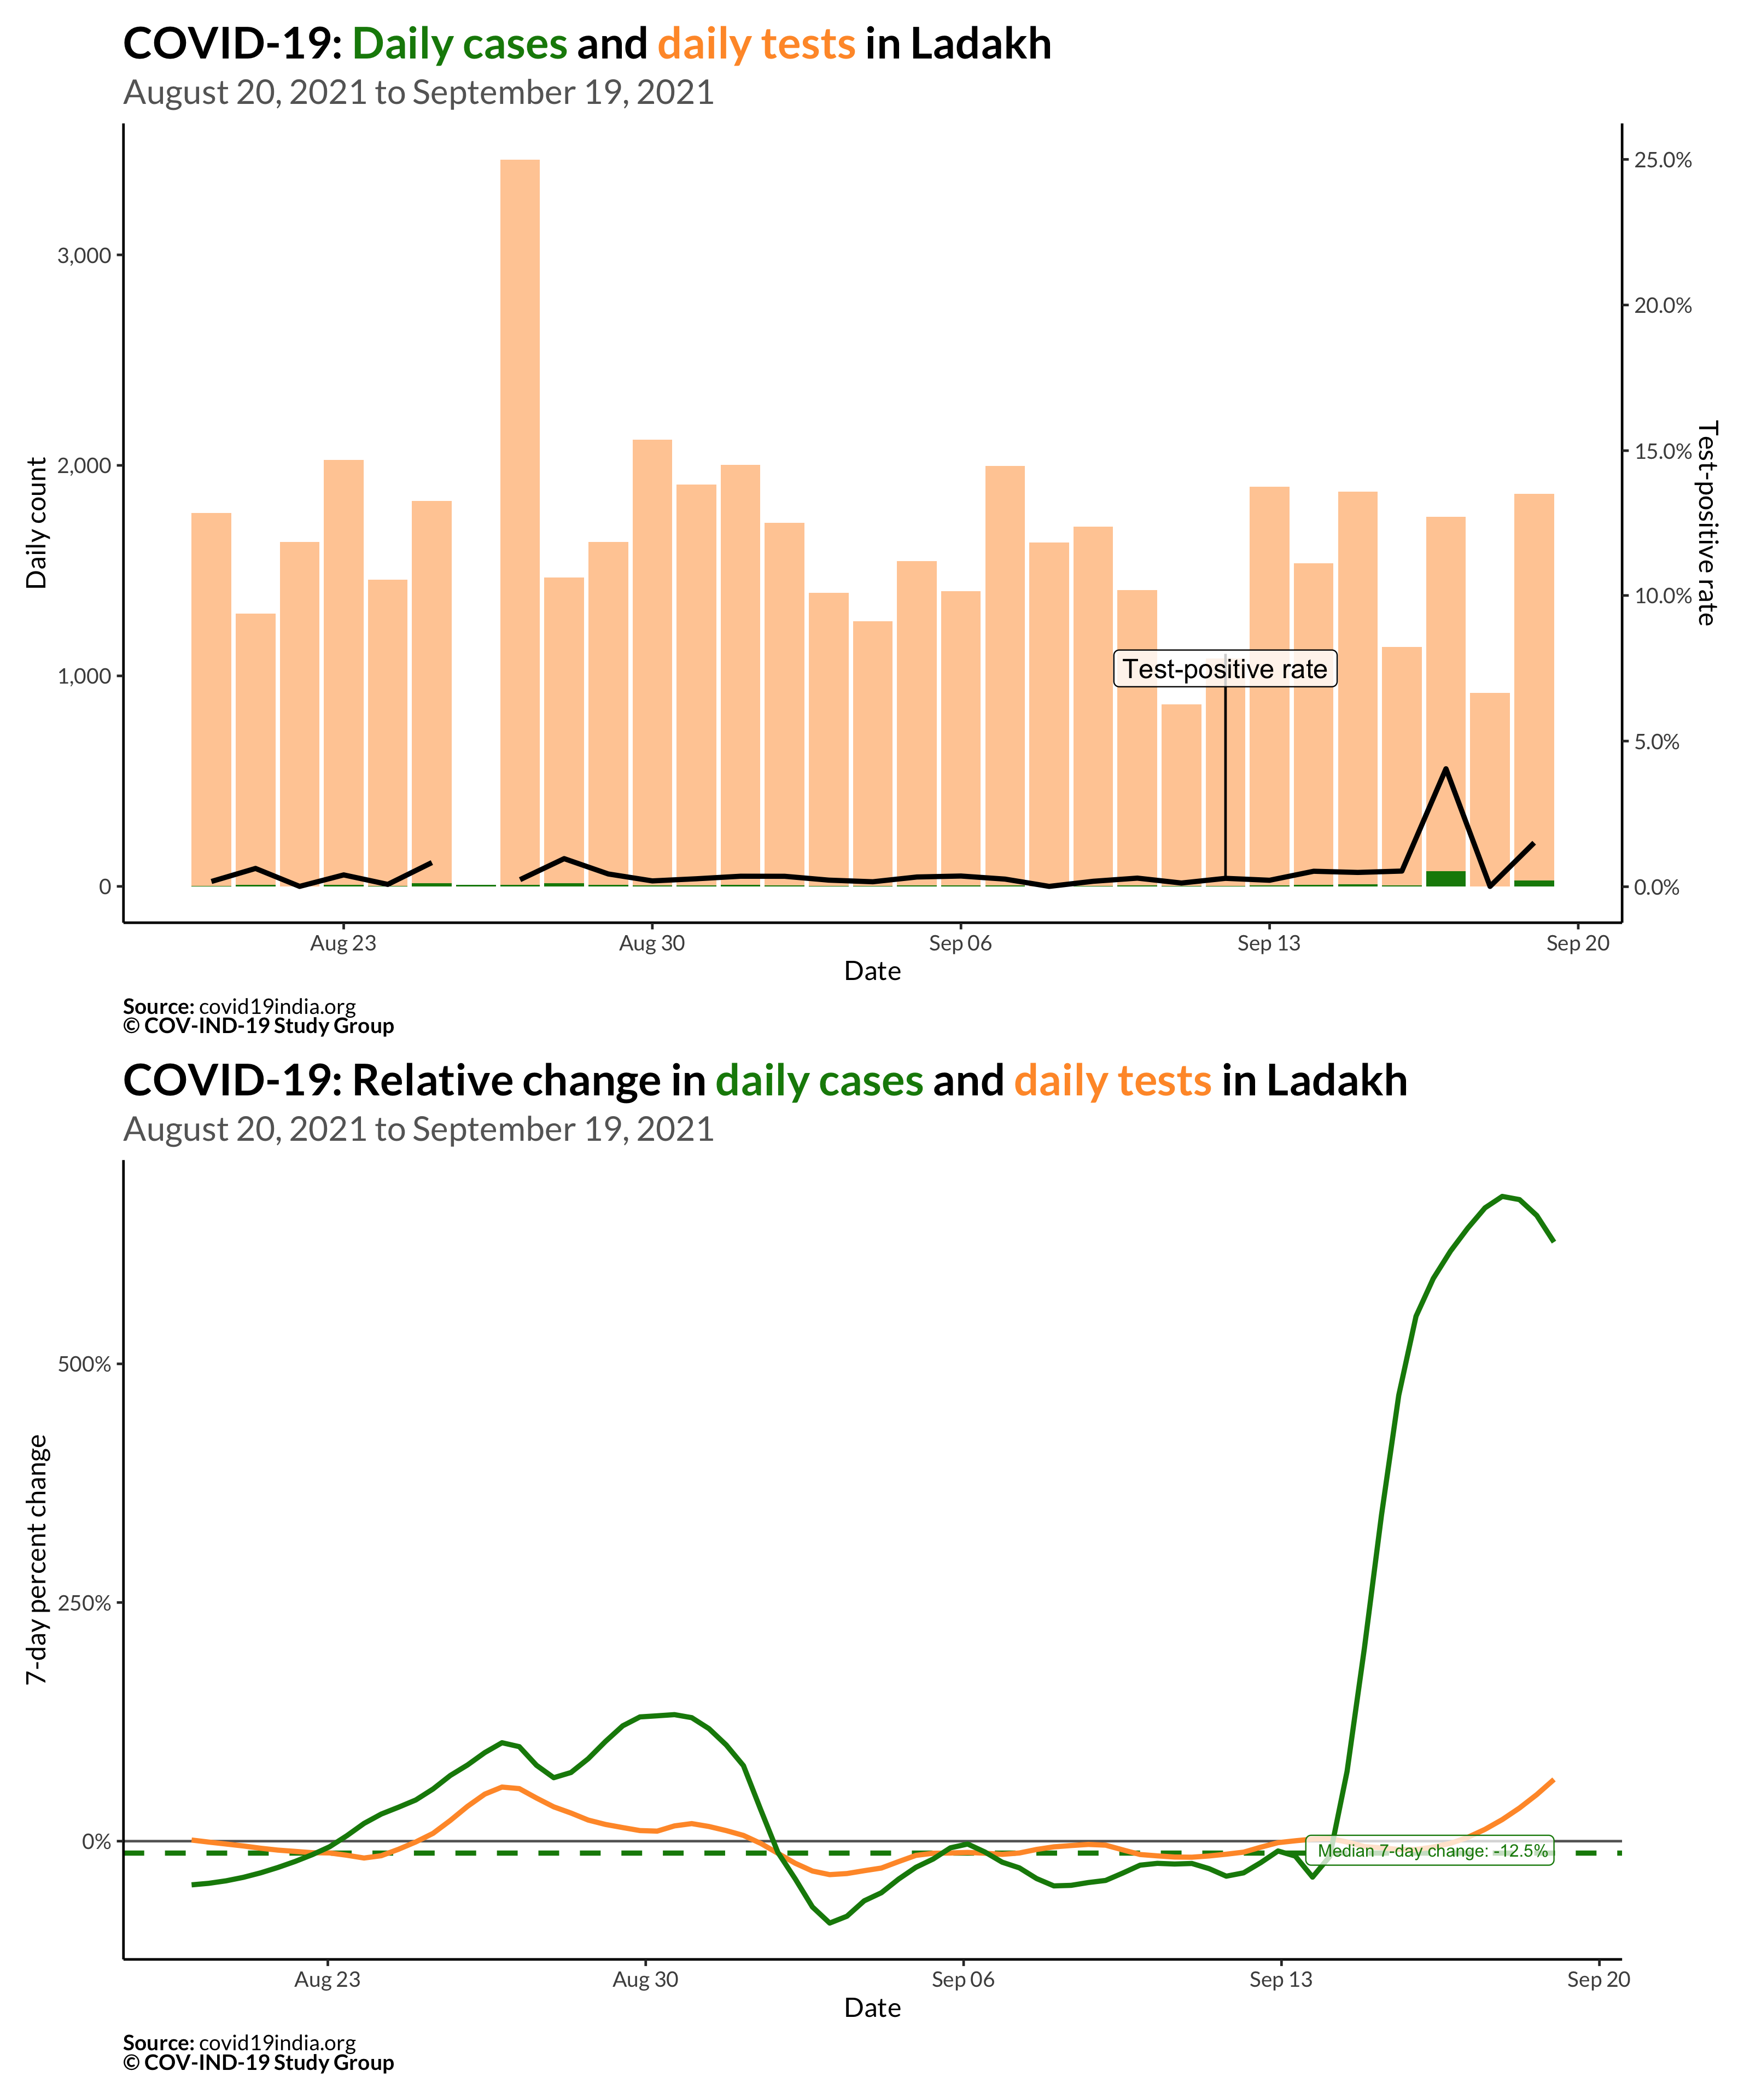 COVID-19: Daily cases and daily tests in Ladakh
August 20, 2021 to September 19, 2021
Daily count
3,000
2,000
1,000
0
25.0%
20.0%
15.0%
10.0%
5.0%
0.0%
Test-positive rate
Test-positive rate
Aug 23
Aug 30
Sep 06
Sep 13
Sep 20
Date
Source: covid19india.org
© COV-IND-19 Study Group
COVID-19: Relative change in daily cases and daily tests in Ladakh
August 20, 2021 to September 19, 2021
7-day percent change
500%
250%
0%
Median 7-day change: -12.5%
Aug 23
Aug 30
Sep 06
Sep 13
Sep 20
Date
Source: covid19india.org
© COV-IND-19 Study Group